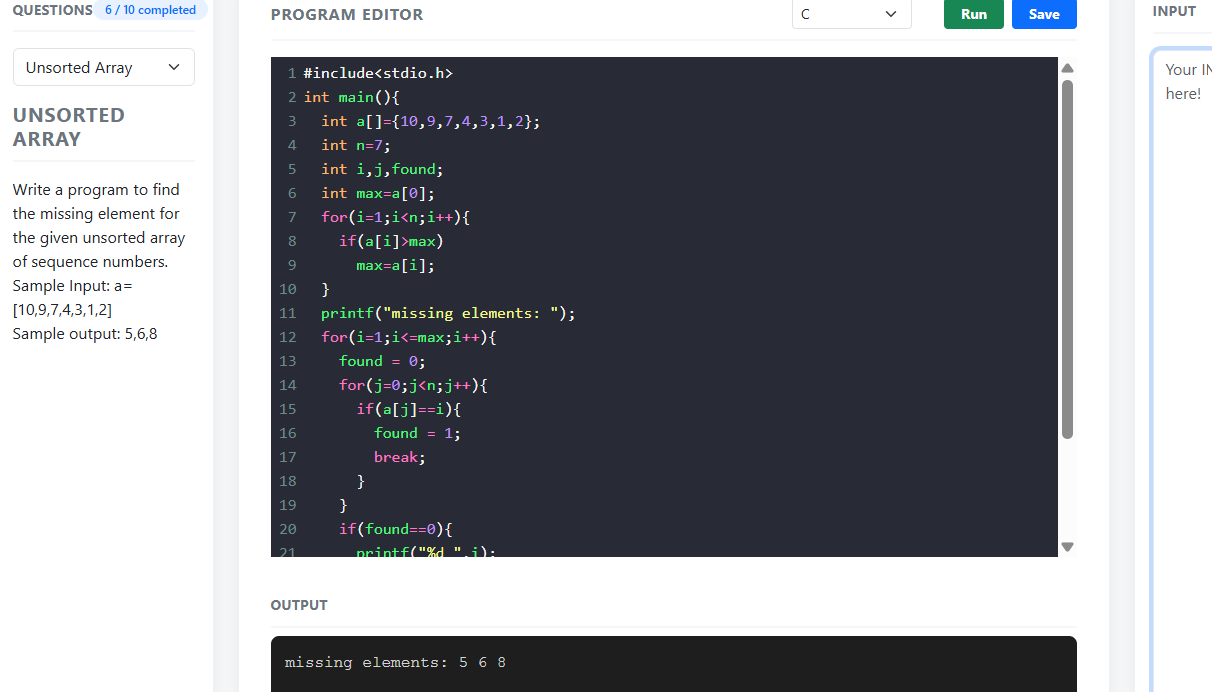 QUESTIONS 6 / 10 completed
Unsorted Array
UNSORTED
ARRAY
Write a program to find
the missing element for
the given unsorted array
of sequence numbers.
Sample Input: a=
[10,9,7,4,3,1,2]
Sample output: 5,6,8
PROGRAM EDITOR
C
Run
Save
1 #include<stdio.h>
2 int main(){
3   int a[]={10,9,7,4,3,1,2};
4   int n=7;
5   int i,j,found;
6   int max=a[0];
7   for(i=1;i<n;i++){
8     if(a[i]>max)
9       max=a[i];
10   }
11   printf("missing elements: ");
12   for(i=1;i<=max;i++){
13     found = 0;
14     for(j=0;j<n;j++){
15       if(a[j]==i){
16         found = 1;
17         break;
18       }
19     }
20     if(found==0){
21       printf("%d ",i);
OUTPUT
missing elements: 5 6 8
INPUT
Your IN
here!